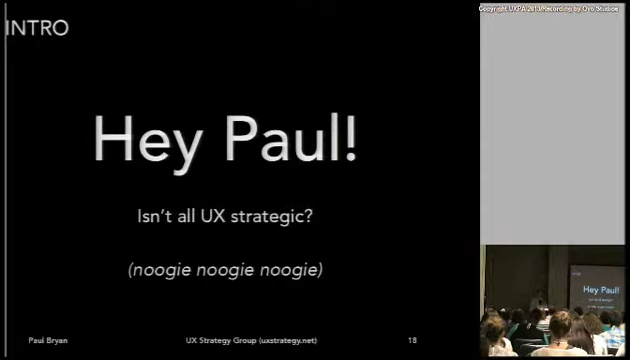 INTRO
Copyright UXPA 2013/Recording by Ovo Studios
Hey Paul!
Isn't all UX strategic?
(noogie noogie noogie)
Hey Paul!
Paul Bryan
UX Strategy Group (uxstrategy.net)
18